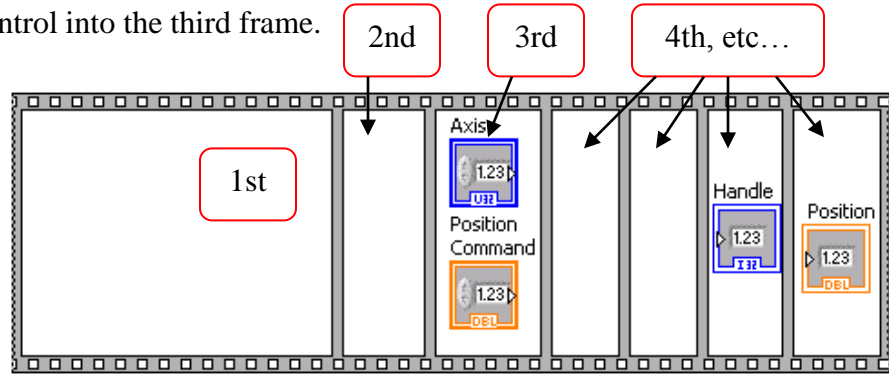 ntrol into the third frame.
2nd
3rd
4th, etc…
1st
Axis
1.23
U32
Position
Command
1.23
DBL
Handle
1.23
I32
Position
1.23
DBL